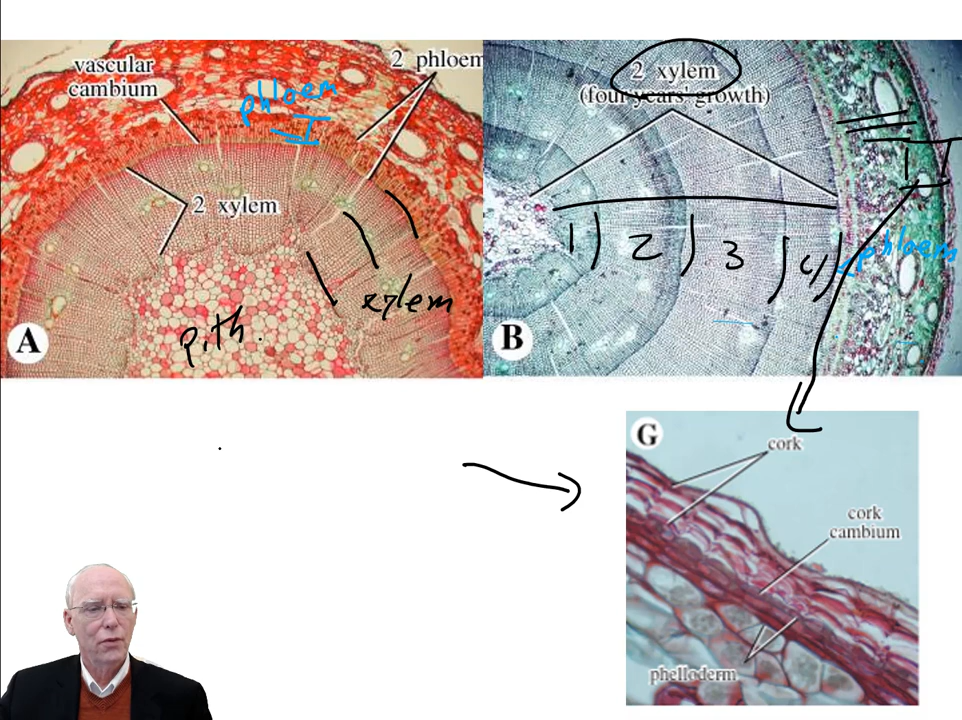 vascular
cambium
2 phloem
phloem
I
2 xylem
xylem
pith
A
2 xylem
(four years' growth)
1 ) 2 ) 3 ) 4 )
phloem
B
G
cork
cork
cambium
phelloderm